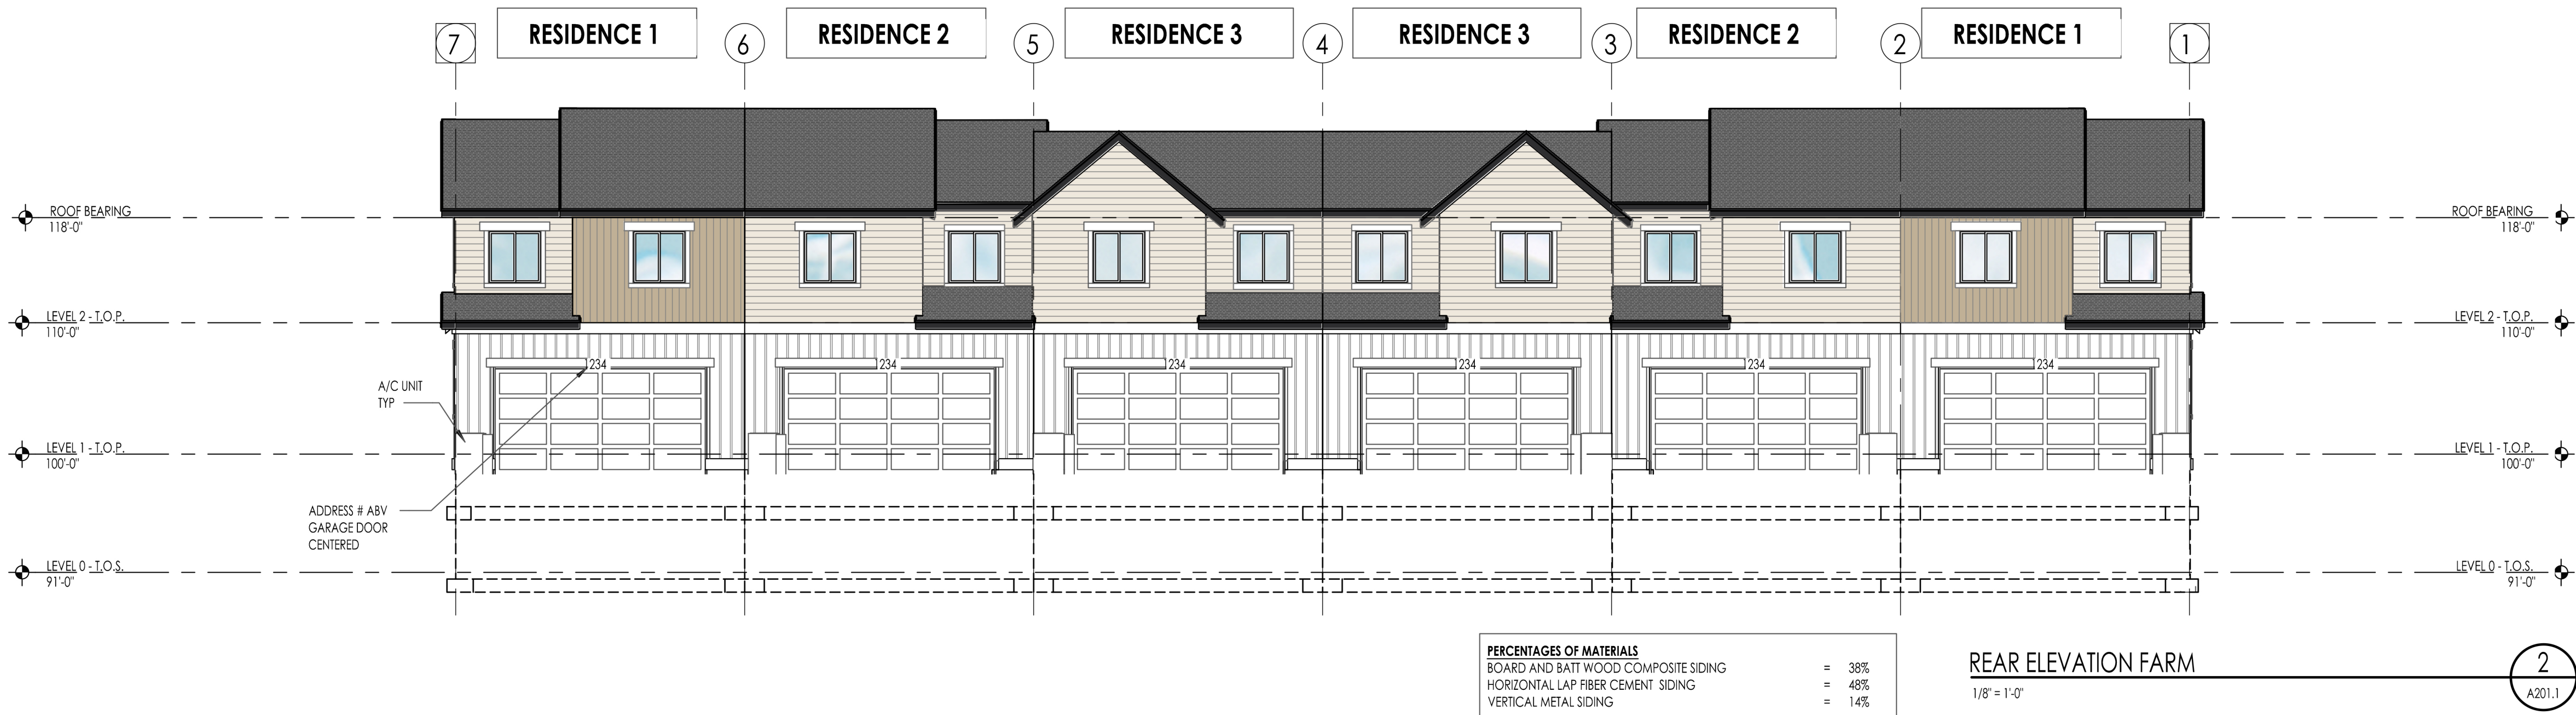 7 RESIDENCE 1 6 RESIDENCE 2 5 RESIDENCE 3 4 RESIDENCE 3 3 RESIDENCE 2 2 RESIDENCE 1 1
ROOF BEARING
118'-0"
ROOF BEARING
118'-0"
LEVEL 2 - T.O.P.
110'-0"
LEVEL 2 - T.O.P.
110'-0"
234 234 234 234 234 234
A/C UNIT
TYP
LEVEL 1 - T.O.P.
100'-0"
LEVEL 1 - T.O.P.
100'-0"
ADDRESS # ABV
GARAGE DOOR
CENTERED
LEVEL 0 - T.O.S.
91'-0"
LEVEL 0 - T.O.S.
91'-0"
PERCENTAGES OF MATERIALS
BOARD AND BATT WOOD COMPOSITE SIDING = 38%
HORIZONTAL LAP FIBER CEMENT SIDING = 48%
VERTICAL METAL SIDING = 14%
REAR ELEVATION FARM
1/8" = 1'-0"
2
A201.1